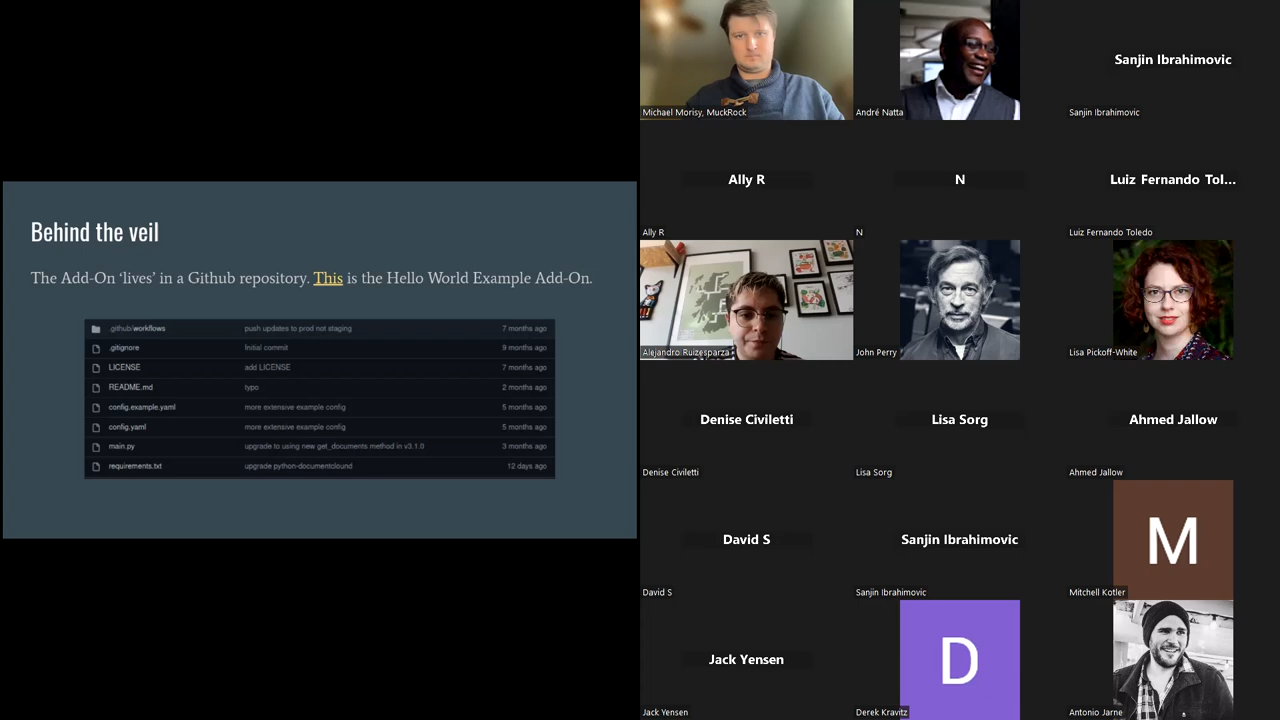 Behind the veil
The Add-On ‘lives’ in a Github repository. This is the Hello World Example Add-On.
.github/workflows push updates to prod not staging 7 months ago
.gitignore Initial commit 9 months ago
LICENSE add LICENSE 7 months ago
README.md typo 2 months ago
config.example.yaml more extensive example config 5 months ago
config.yaml more extensive example config 5 months ago
main.py upgrade to using new get_documents method in v3.1.0 3 months ago
requirements.txt upgrade python-documentcloud 12 days ago
Michael Morisy, MuckRock
André Natta
Sanjin Ibrahimovic
Sanjin Ibrahimovic
Ally R
Ally R
N
N
Luiz Fernando Tol...
Luiz Fernando Toledo
Alejandro Ruizesparza
John Perry
Lisa Pickoff-White
Denise Civiletti
Denise Civiletti
Lisa Sorg
Lisa Sorg
Ahmed Jallow
Ahmed Jallow
David S
David S
Sanjin Ibrahimovic
Sanjin Ibrahimovic
M
Mitchell Kotler
Jack Yensen
Jack Yensen
D
Derek Kravitz
Antonio Jarne